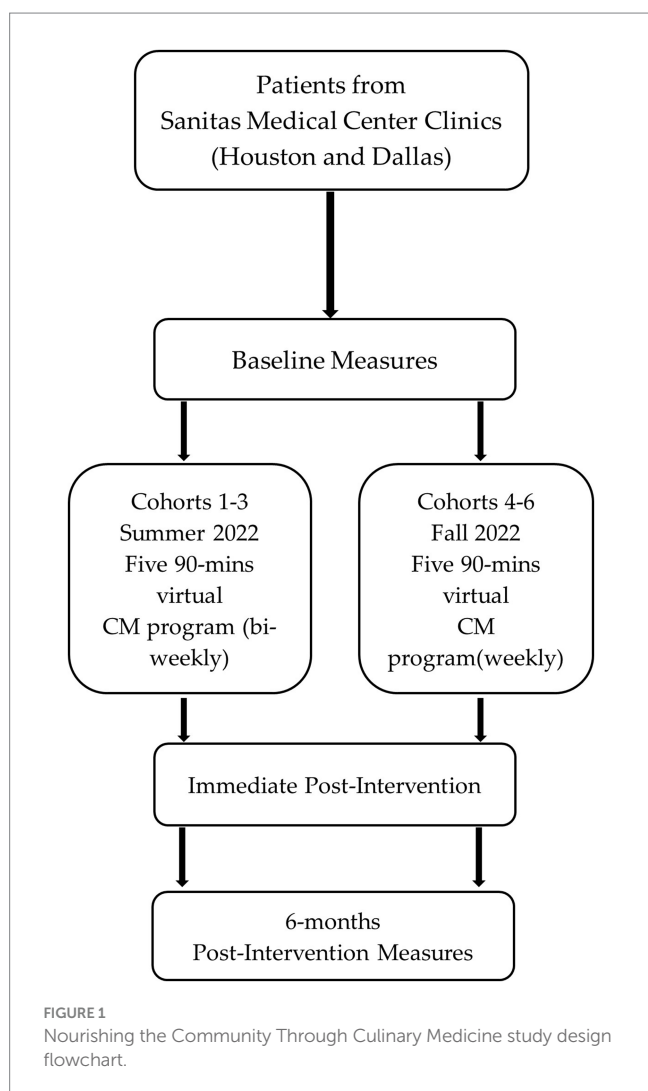 Patients from
Sanitas Medical Center Clinics
(Houston and Dallas)
Baseline Measures
Cohorts 1-3
Summer 2022
Five 90-mins
virtual
CM program (bi-
weekly)
Cohorts 4-6
Fall 2022
Five 90-mins
virtual
CM
program(weekly)
Immediate Post-Intervention
6-months
Post-Intervention Measures
FIGURE 1
Nourishing the Community Through Culinary Medicine study design
flowchart.